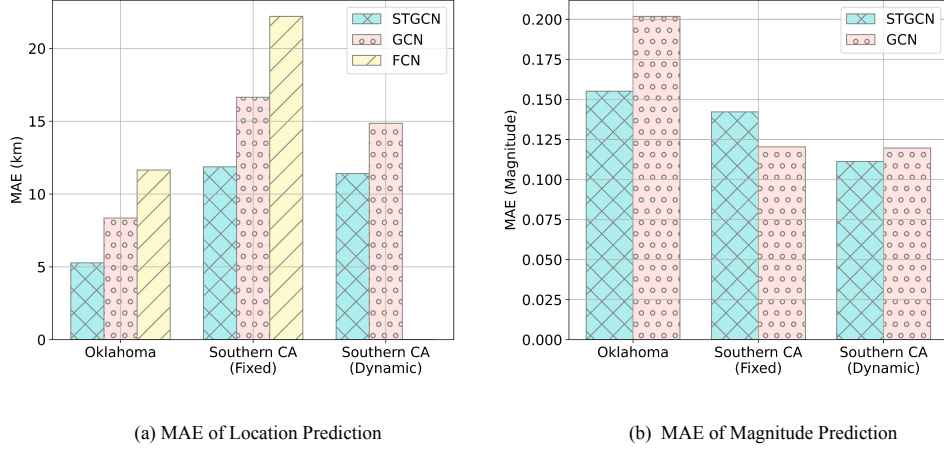 STGCN
GCN
FCN
20
15
10
5
0
MAE (km)
Oklahoma
Southern CA
(Fixed)
Southern CA
(Dynamic)
(a) MAE of Location Prediction
STGCN
GCN
0.200
0.175
0.150
0.125
0.100
0.075
0.050
0.025
0.000
MAE (Magnitude)
Oklahoma
Southern CA
(Fixed)
Southern CA
(Dynamic)
(b) MAE of Magnitude Prediction